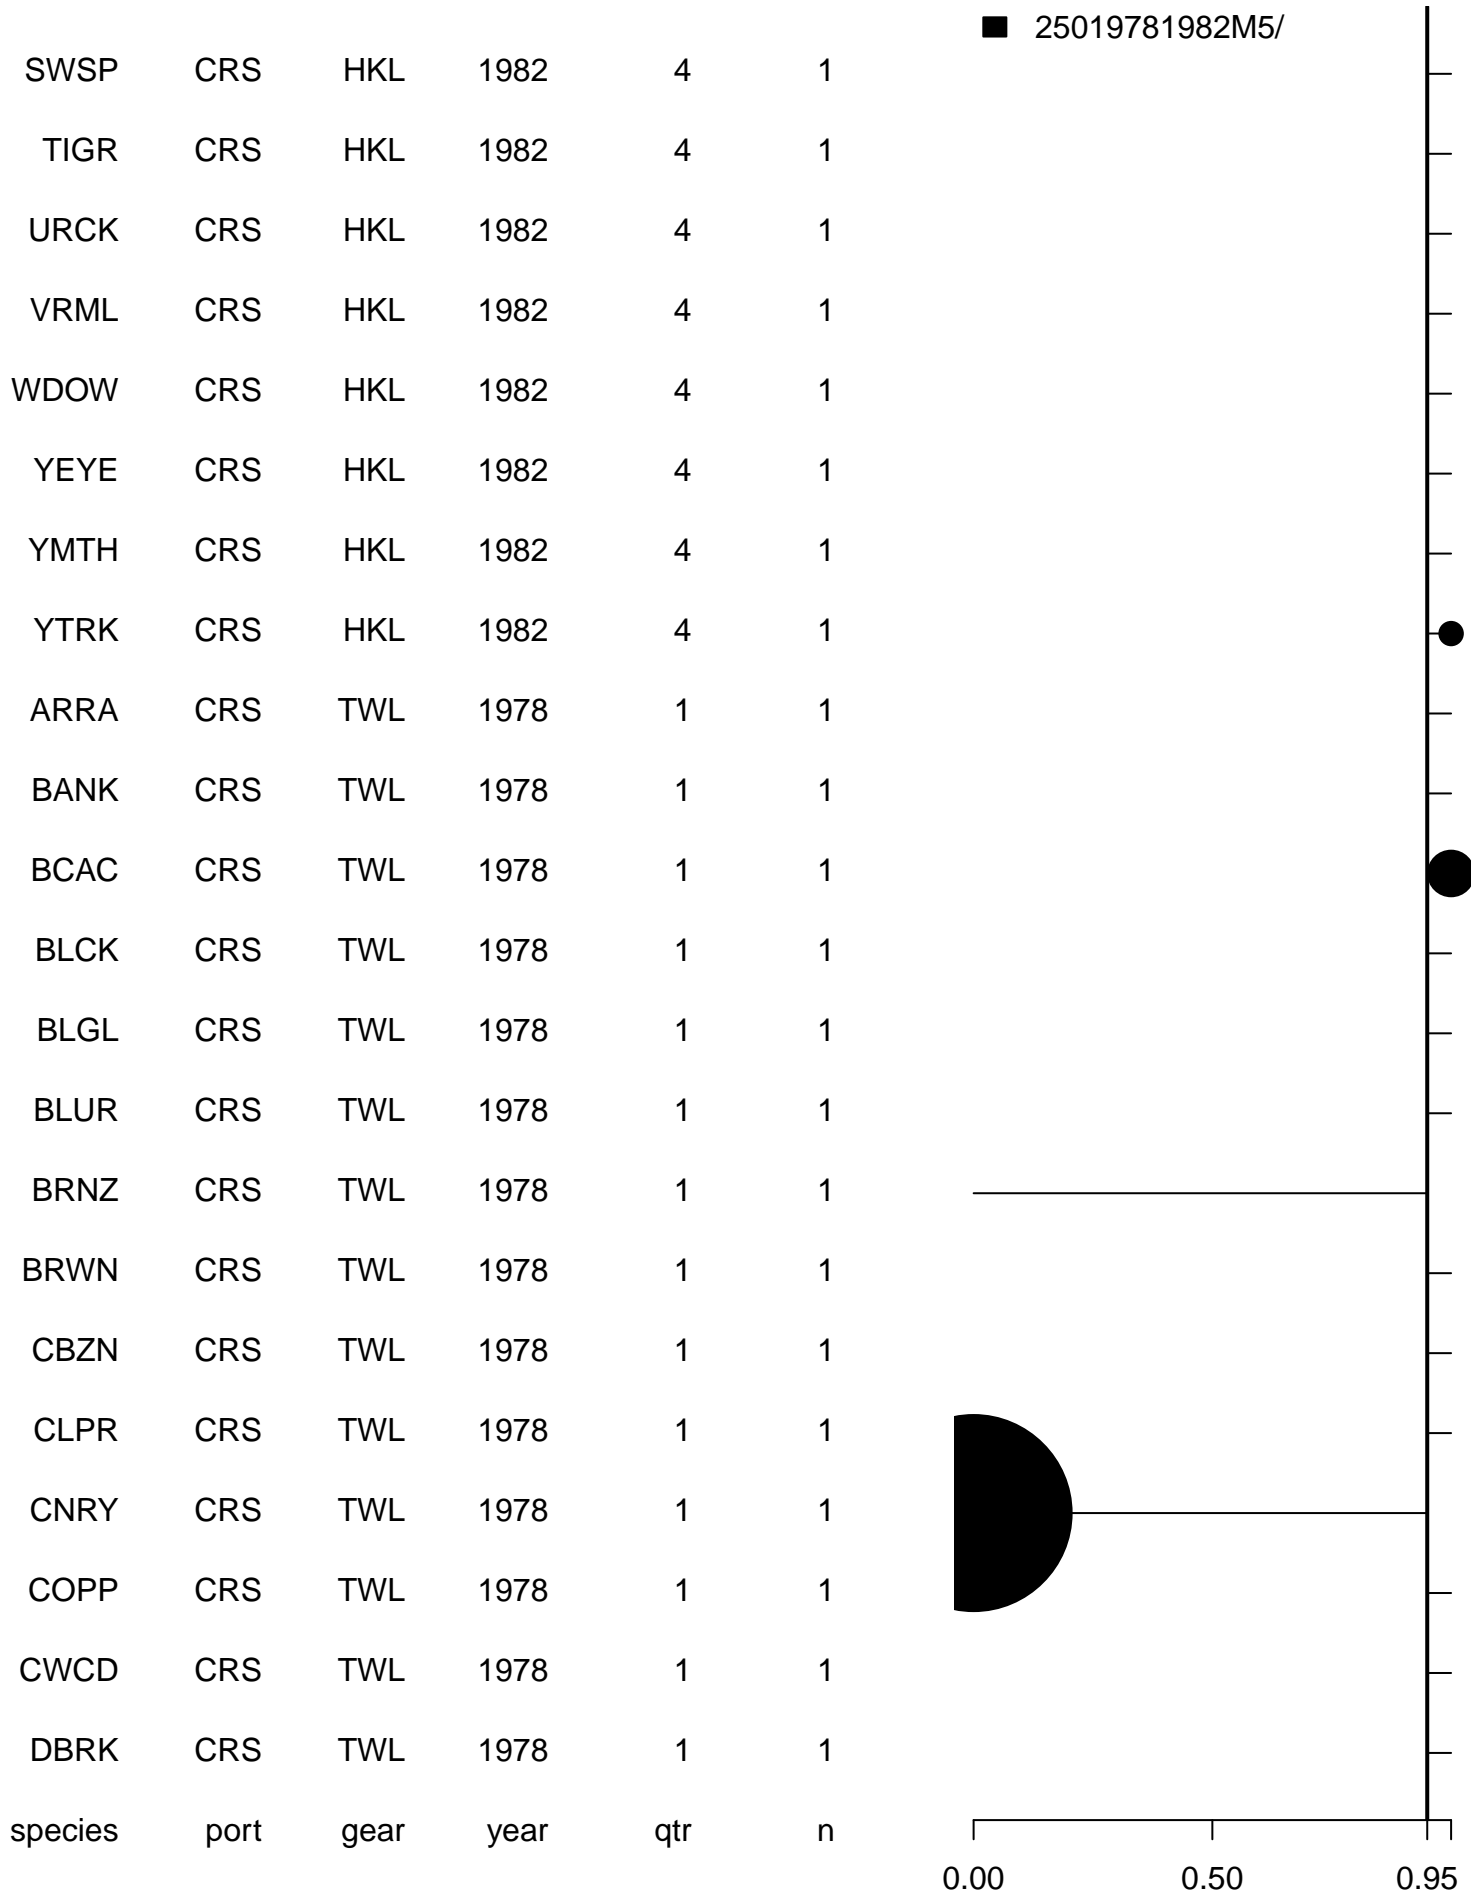 25019781982M5/
SWSP CRS HKL 1982 4 1
TIGR CRS HKL 1982 4 1
URCK CRS HKL 1982 4 1
VRML CRS HKL 1982 4 1
WDOW CRS HKL 1982 4 1
YEYE CRS HKL 1982 4 1
YMTH CRS HKL 1982 4 1
YTRK CRS HKL 1982 4 1
ARRA CRS TWL 1978 1 1
BANK CRS TWL 1978 1 1
BCAC CRS TWL 1978 1 1
BLCK CRS TWL 1978 1 1
BLGL CRS TWL 1978 1 1
BLUR CRS TWL 1978 1 1
BRNZ CRS TWL 1978 1 1
BRWN CRS TWL 1978 1 1
CBZN CRS TWL 1978 1 1
CLPR CRS TWL 1978 1 1
CNRY CRS TWL 1978 1 1
COPP CRS TWL 1978 1 1
CWCD CRS TWL 1978 1 1
DBRK CRS TWL 1978 1 1
species port gear year qtr n
0.00 0.50 0.95